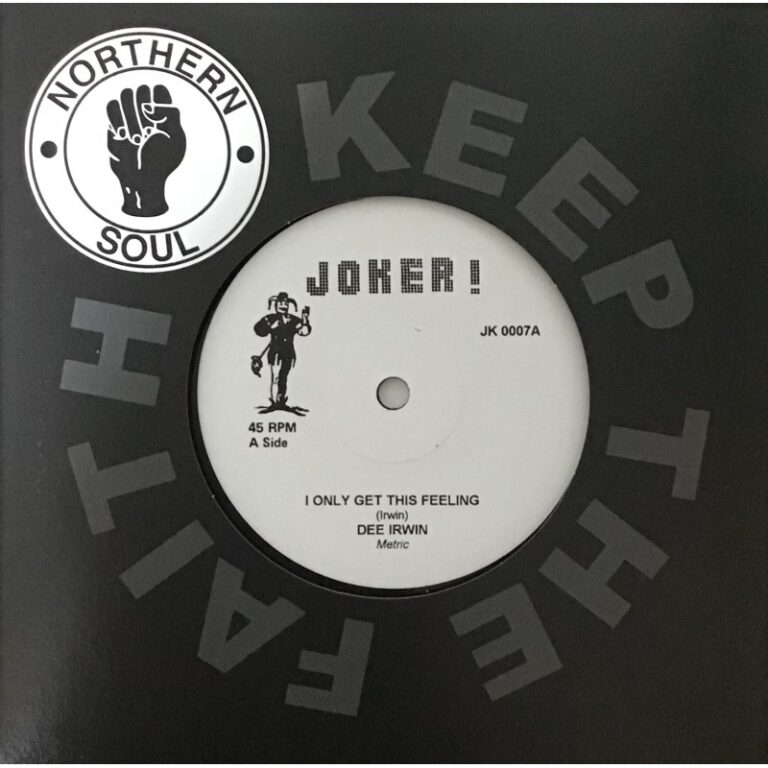 NORTHERN
SOUL
KEEP THE FAITH
JOKER!
JK 0007A
45 RPM
A Side
I ONLY GET THIS FEELING
(Irwin)
DEE IRWIN
Metric